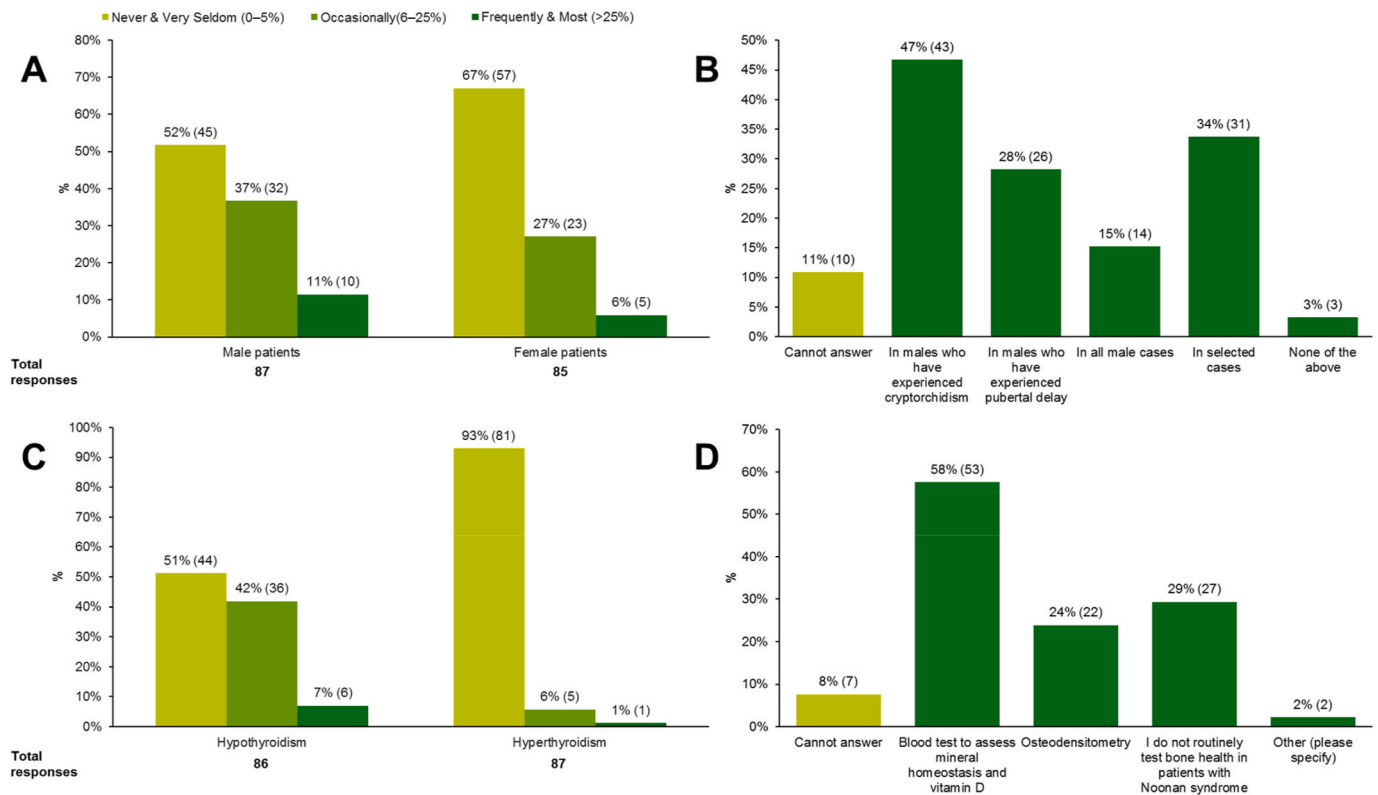 Never & Very Seldom (0–5%) Occasionally(6–25%) Frequently & Most (>25%)
A
80%
70%
60%
50%
40%
30%
20%
10%
0%
%
52% (45)
37% (32)
11% (10)
67% (57)
27% (23)
6% (5)
Male patients Female patients
Total
responses
87 85
B
50%
45%
40%
35%
30%
25%
20%
15%
10%
5%
0%
%
11% (10)
47% (43)
28% (26)
15% (14)
34% (31)
3% (3)
Cannot answer
In males who
have
experienced
cryptorchidism
In males who
have
experienced
pubertal delay
In all male cases
In selected
cases
None of the
above
C
100%
90%
80%
70%
60%
50%
40%
30%
20%
10%
0%
%
51% (44)
42% (36)
7% (6)
93% (81)
6% (5)
1% (1)
Hypothyroidism Hyperthyroidism
Total
responses
86 87
D
70%
60%
50%
40%
30%
20%
10%
0%
%
8% (7)
58% (53)
24% (22)
29% (27)
2% (2)
Cannot answer
Blood test to assess
mineral
homeostasis and
vitamin D
Osteodensitometry
I do not routinely
test bone health in
patients with
Noonan syndrome
Other (please
specify)